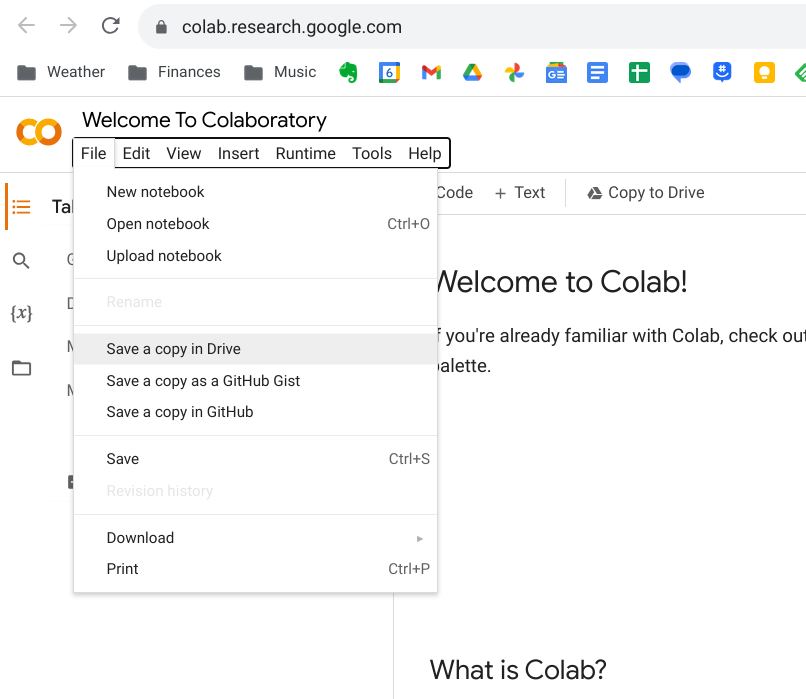 colab.research.google.com
Weather Finances Music 6
Welcome To Colaboratory
File Edit View Insert Runtime Tools Help
Code + Text Copy to Drive
New notebook
Open notebook Ctrl+O
Upload notebook
Rename
Save a copy in Drive
Save a copy as a GitHub Gist
Save a copy in GitHub
Save Ctrl+S
Revision history
Download
Print Ctrl+P
{x}
Welcome to Colab!
f you're already familiar with Colab, check out
alette.
What is Colab?